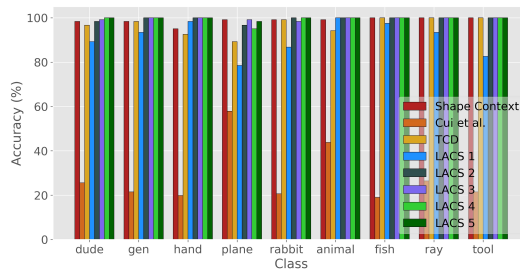 100
80
60
40
20
0
Accuracy (%)
Shape Context
Cui et al.
TCD
LACS 1
LACS 2
LACS 3
LACS 4
LACS 5
dude gen hand plane rabbit animal fish ray tool
Class